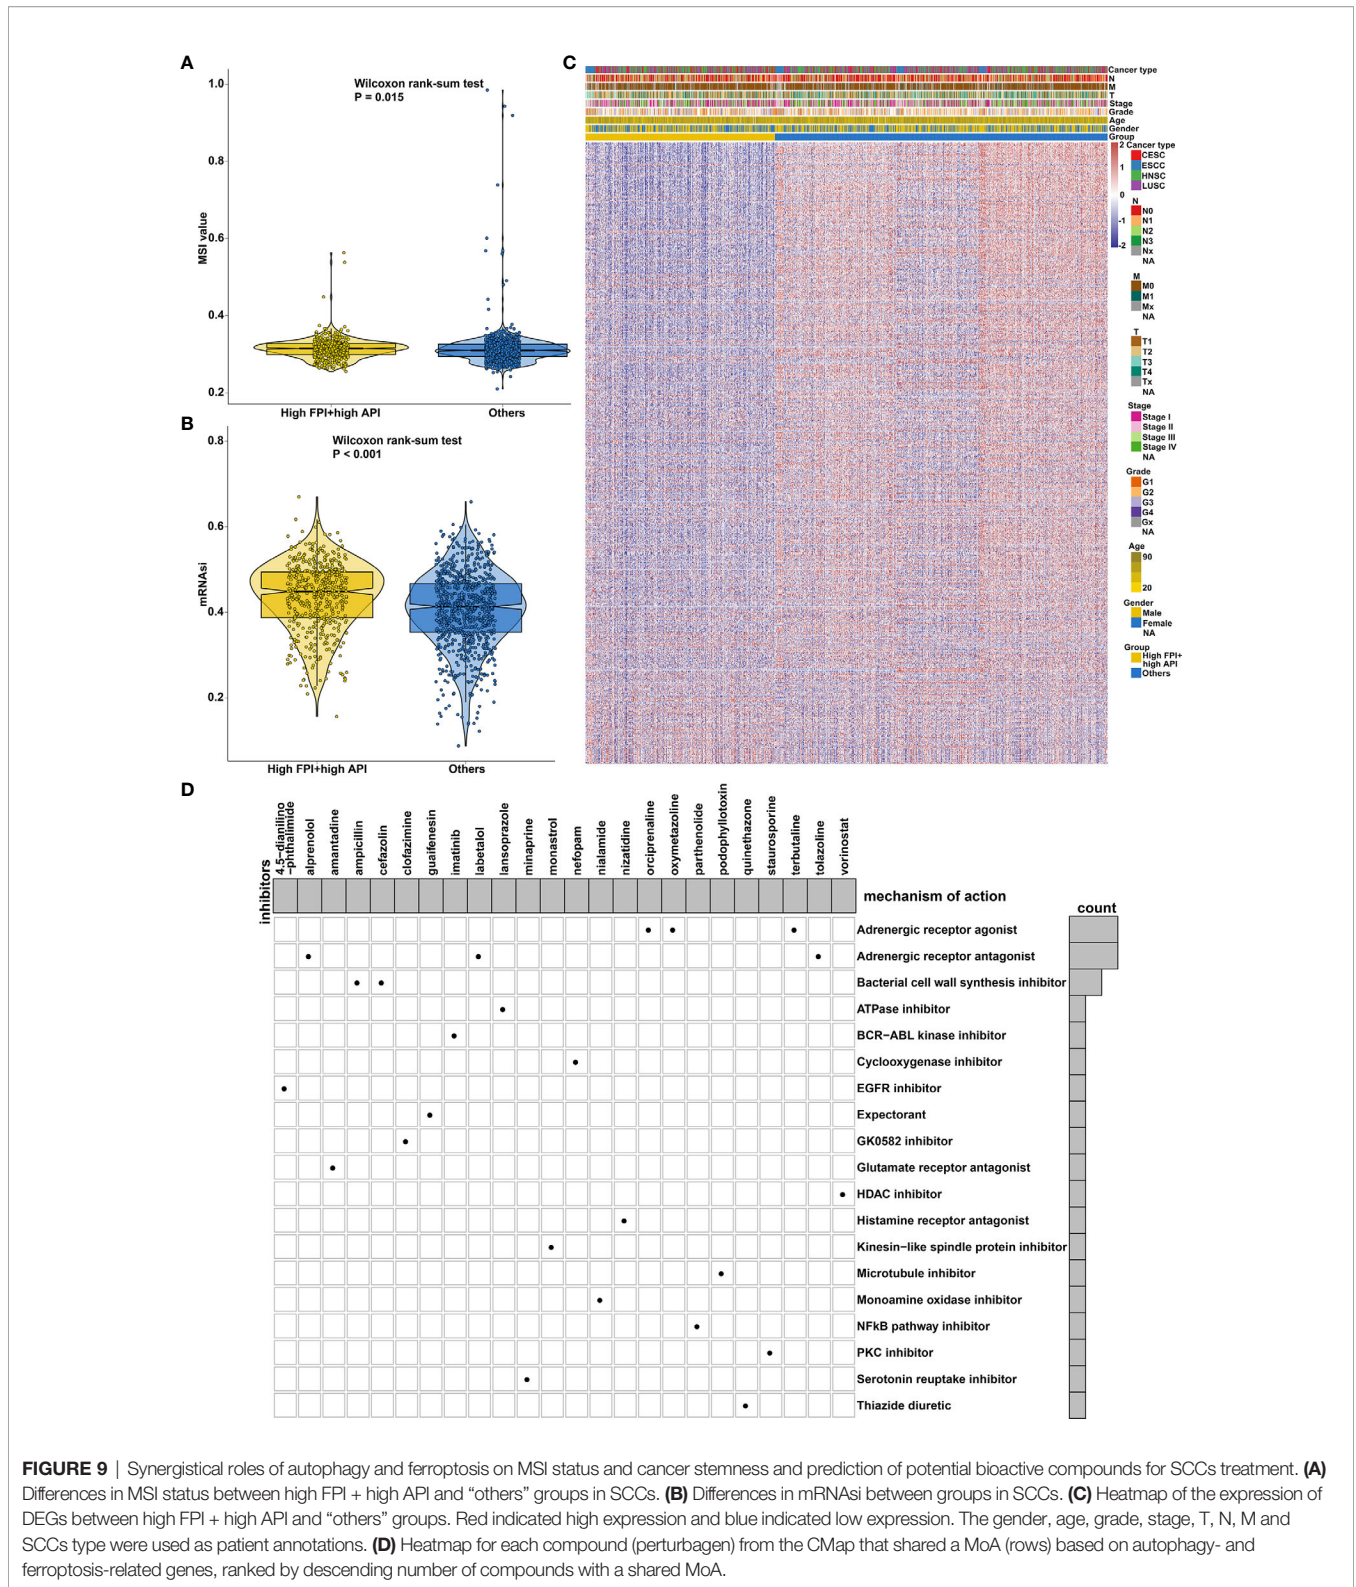 A
Wilcoxon rank-sum test
P = 0.015
MSI value
1.0
0.8
0.6
0.4
0.2
High FPI+high API
Others
B
Wilcoxon rank-sum test
P < 0.001
mRNAsi
0.8
0.6
0.4
0.2
High FPI+high API
Others
C
Cancer type
N
M
T
Stage
Grade
Age
Gender
Group
2
1
0
-1
-2
Cancer type
CESC
ESCC
HNSC
LUSC
N
N0
N1
N2
N3
Nx
NA
M
M0
M1
Mx
NA
T
T1
T2
T3
T4
Tx
NA
Stage
Stage I
Stage II
Stage III
Stage IV
NA
Grade
G1
G2
G3
G4
Gx
NA
Age
90
20
Gender
Male
Female
NA
Group
High FPI+
high API
Others
D
inhibitors
4,5−dianilino
−phthalimide
alprenolol
amantadine
ampicillin
cefazolin
clofazimine
guaifenesin
imatinib
labetalol
lansoprazole
minaprine
monastrol
nefopam
nialamide
nizatidine
orciprenaline
oxymetazoline
parthenolide
podophyllotoxin
quinethazone
staurosporine
terbutaline
tolazoline
vorinostat
mechanism of action
count
Adrenergic receptor agonist
Adrenergic receptor antagonist
Bacterial cell wall synthesis inhibitor
ATPase inhibitor
BCR−ABL kinase inhibitor
Cyclooxygenase inhibitor
EGFR inhibitor
Expectorant
GK0582 inhibitor
Glutamate receptor antagonist
HDAC inhibitor
Histamine receptor antagonist
Kinesin−like spindle protein inhibitor
Microtubule inhibitor
Monoamine oxidase inhibitor
NFkB pathway inhibitor
PKC inhibitor
Serotonin reuptake inhibitor
Thiazide diuretic
FIGURE 9 | Synergistical roles of autophagy and ferroptosis on MSI status and cancer stemness and prediction of potential bioactive compounds for SCCs treatment. (A)
Differences in MSI status between high FPI + high API and “others” groups in SCCs. (B) Differences in mRNAsi between groups in SCCs. (C) Heatmap of the expression of
DEGs between high FPI + high API and “others” groups. Red indicated high expression and blue indicated low expression. The gender, age, grade, stage, T, N, M and
SCCs type were used as patient annotations. (D) Heatmap for each compound (perturbagen) from the CMap that shared a MoA (rows) based on autophagy- and
ferroptosis-related genes, ranked by descending number of compounds with a shared MoA.